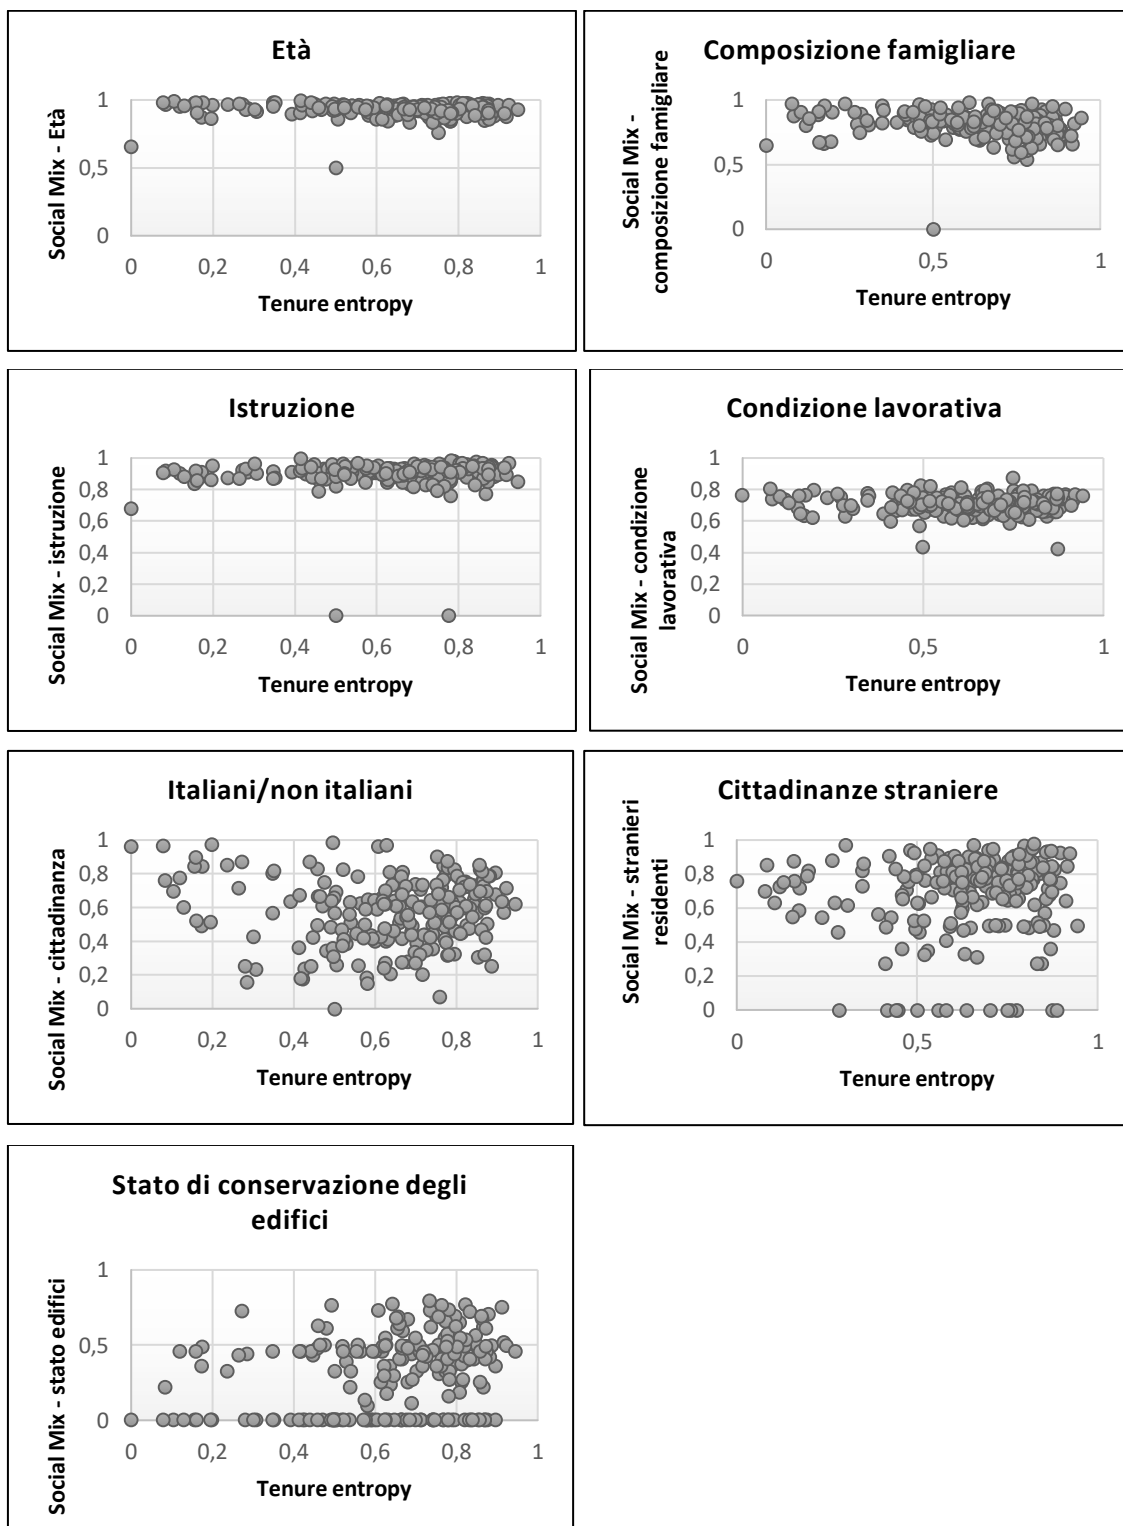 Età
Social Mix - Età
1
0,5
0
0
0,2
0,4
0,6
0,8
1
Tenure entropy
Composizione famigliare
Social Mix -
composizione famigliare
1
0,5
0
0
0,5
1
Tenure entropy
Istruzione
Social Mix - istruzione
1
0,8
0,6
0,4
0,2
0
0
0,2
0,4
0,6
0,8
1
Tenure entropy
Condizione lavorativa
Social Mix - condizione
lavorativa
1
0,8
0,6
0,4
0,2
0
0
0,5
1
Tenure entropy
Italiani/non italiani
Social Mix - cittadinanza
1
0,8
0,6
0,4
0,2
0
0
0,2
0,4
0,6
0,8
1
Tenure entropy
Cittadinanze straniere
Social Mix - stranieri
residenti
1
0,8
0,6
0,4
0,2
0
0
0,5
1
Tenure entropy
Stato di conservazione degli
edifici
Social Mix - stato edifici
1
0,5
0
0
0,2
0,4
0,6
0,8
1
Tenure entropy